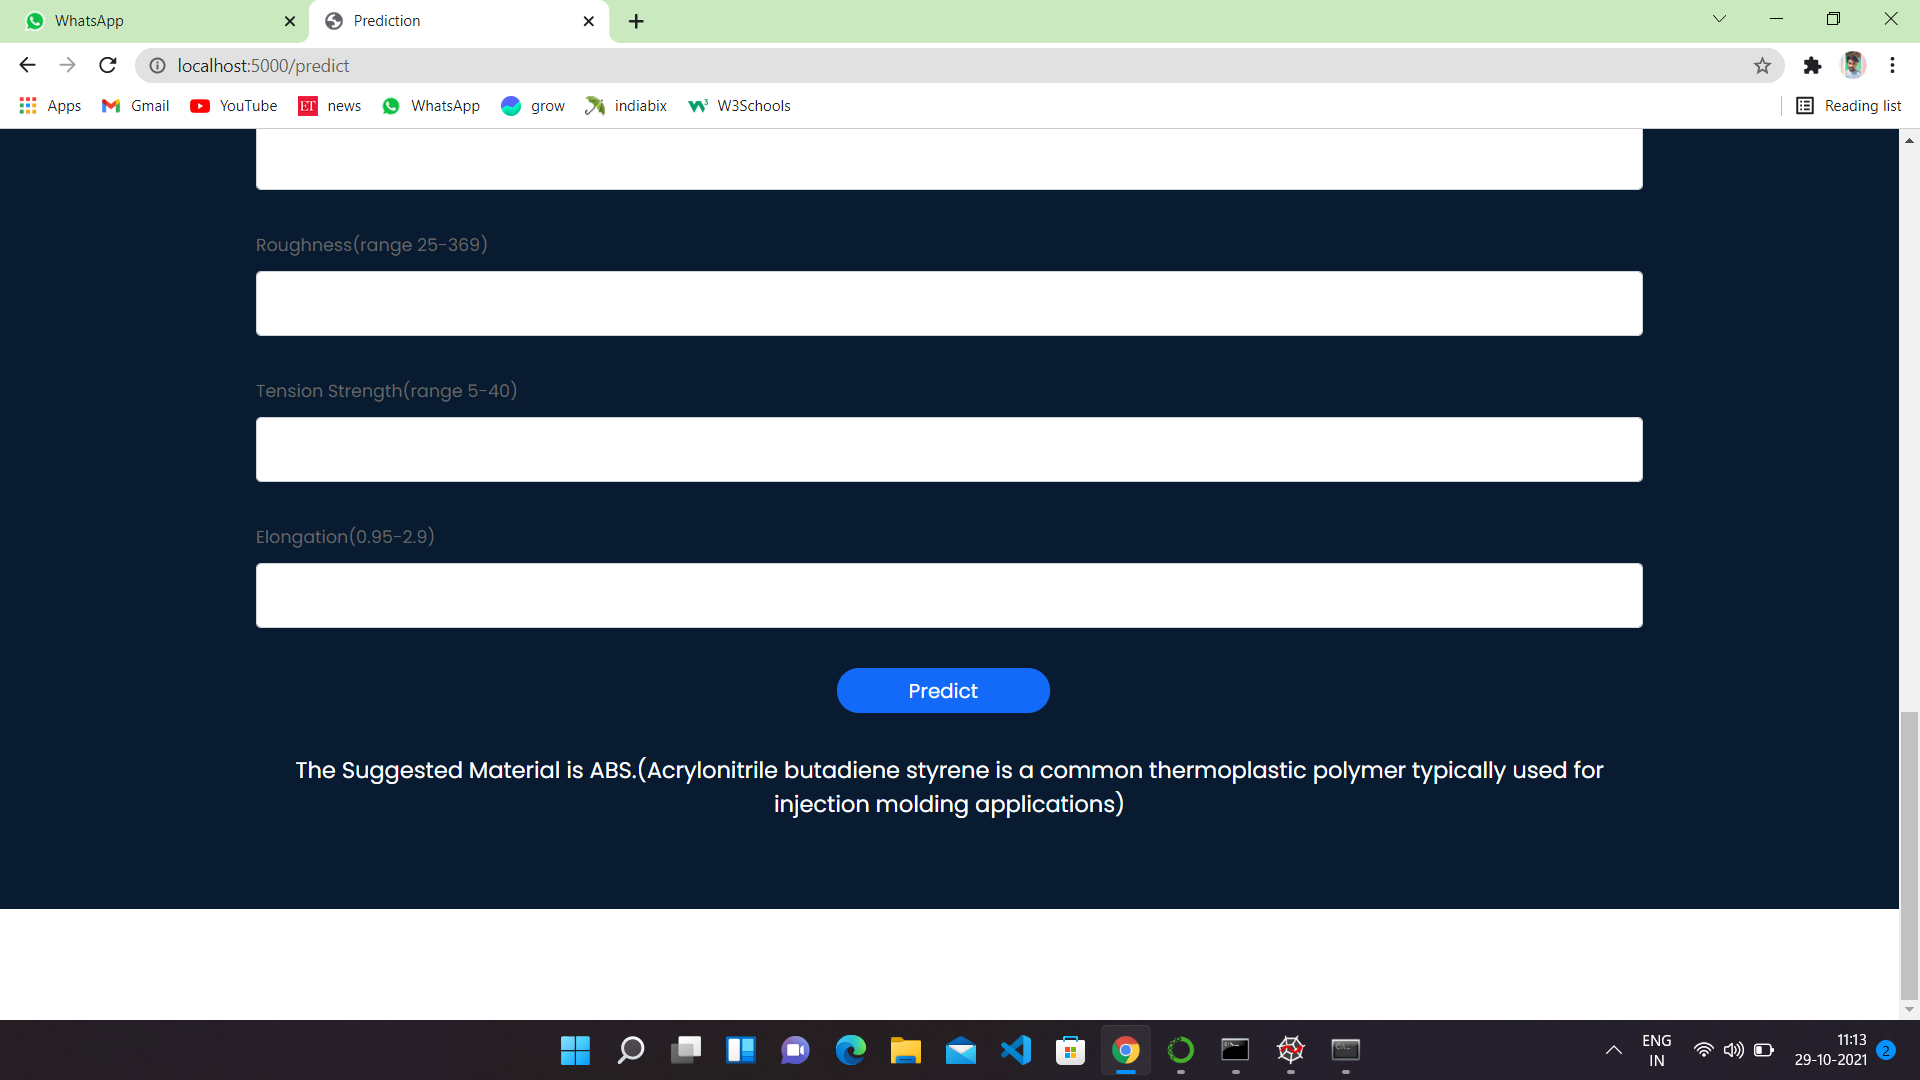 WhatsApp
Prediction
localhost:5000/predict
Apps
Gmail
YouTube
ET news
WhatsApp
grow
indiabix
W3Schools
Reading list
Roughness(range 25-369)
Tension Strength(range 5-40)
Elongation(0.95-2.9)
Predict
The Suggested Material is ABS.(Acrylonitrile butadiene styrene is a common thermoplastic polymer typically used for
injection molding applications)
ENG
IN
11:13
29-10-2021
2